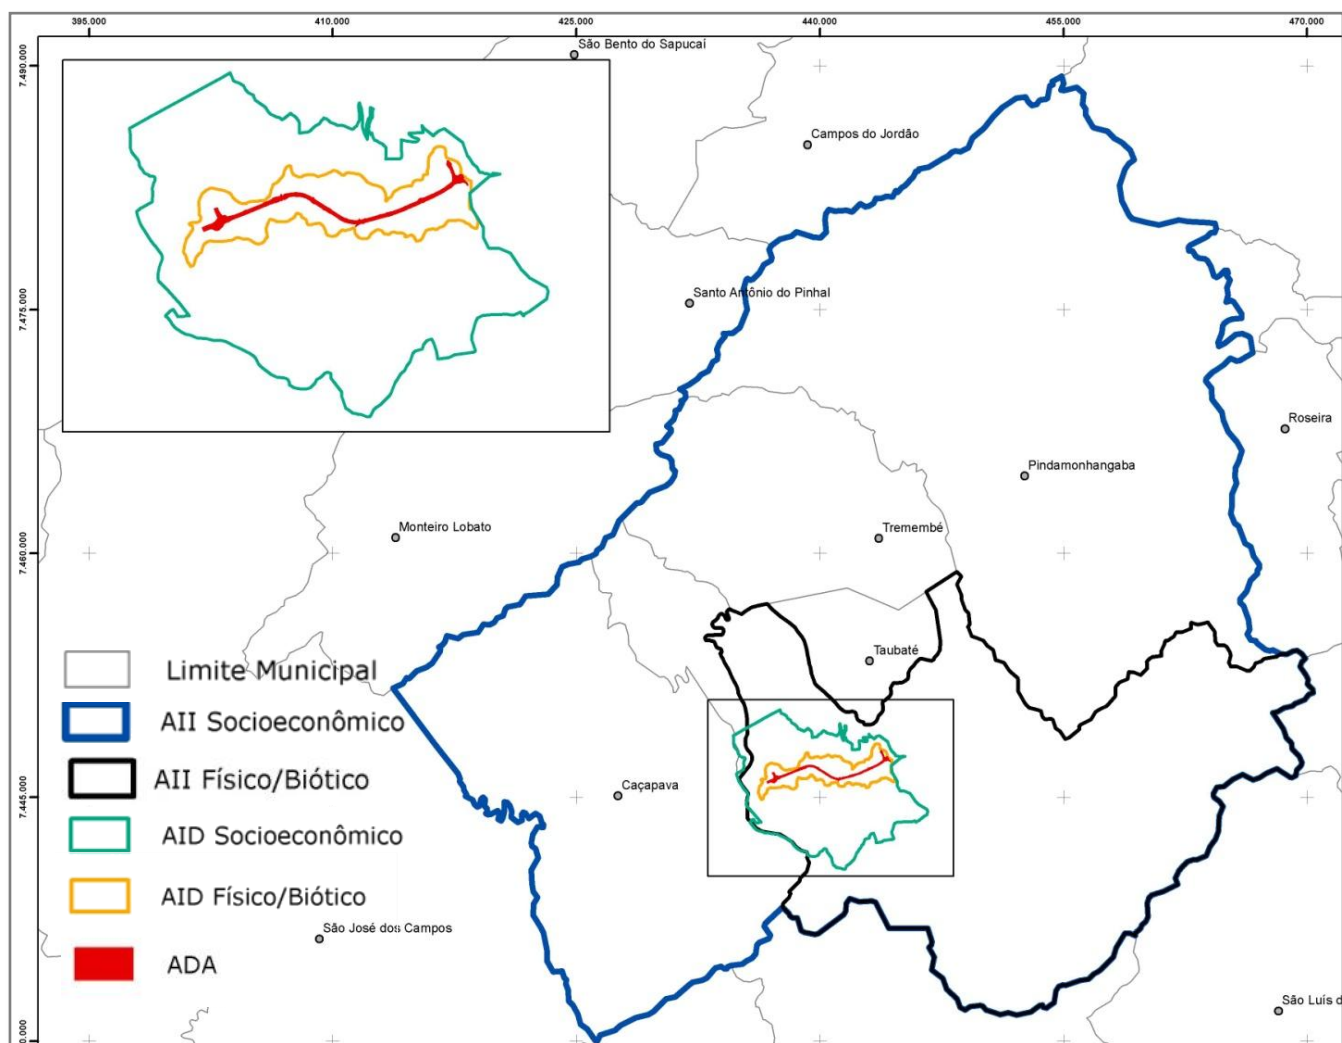 395.000
410.000
425.000
440.000
455.000
470.000
7.490.000
São Bento do Sapucaí
Campos do Jordão
Santo Antônio do Pinhal
7.475.000
Roseira
Pindamonhangaba
Monteiro Lobato
Tremembé
7.460.000
Taubaté
Limite Municipal
AII Socioeconômico
AII Físico/Biótico
Caçapava
7.445.000
AID Socioeconômico
AID Físico/Biótico
São José dos Campos
ADA
São Luís d
0.000